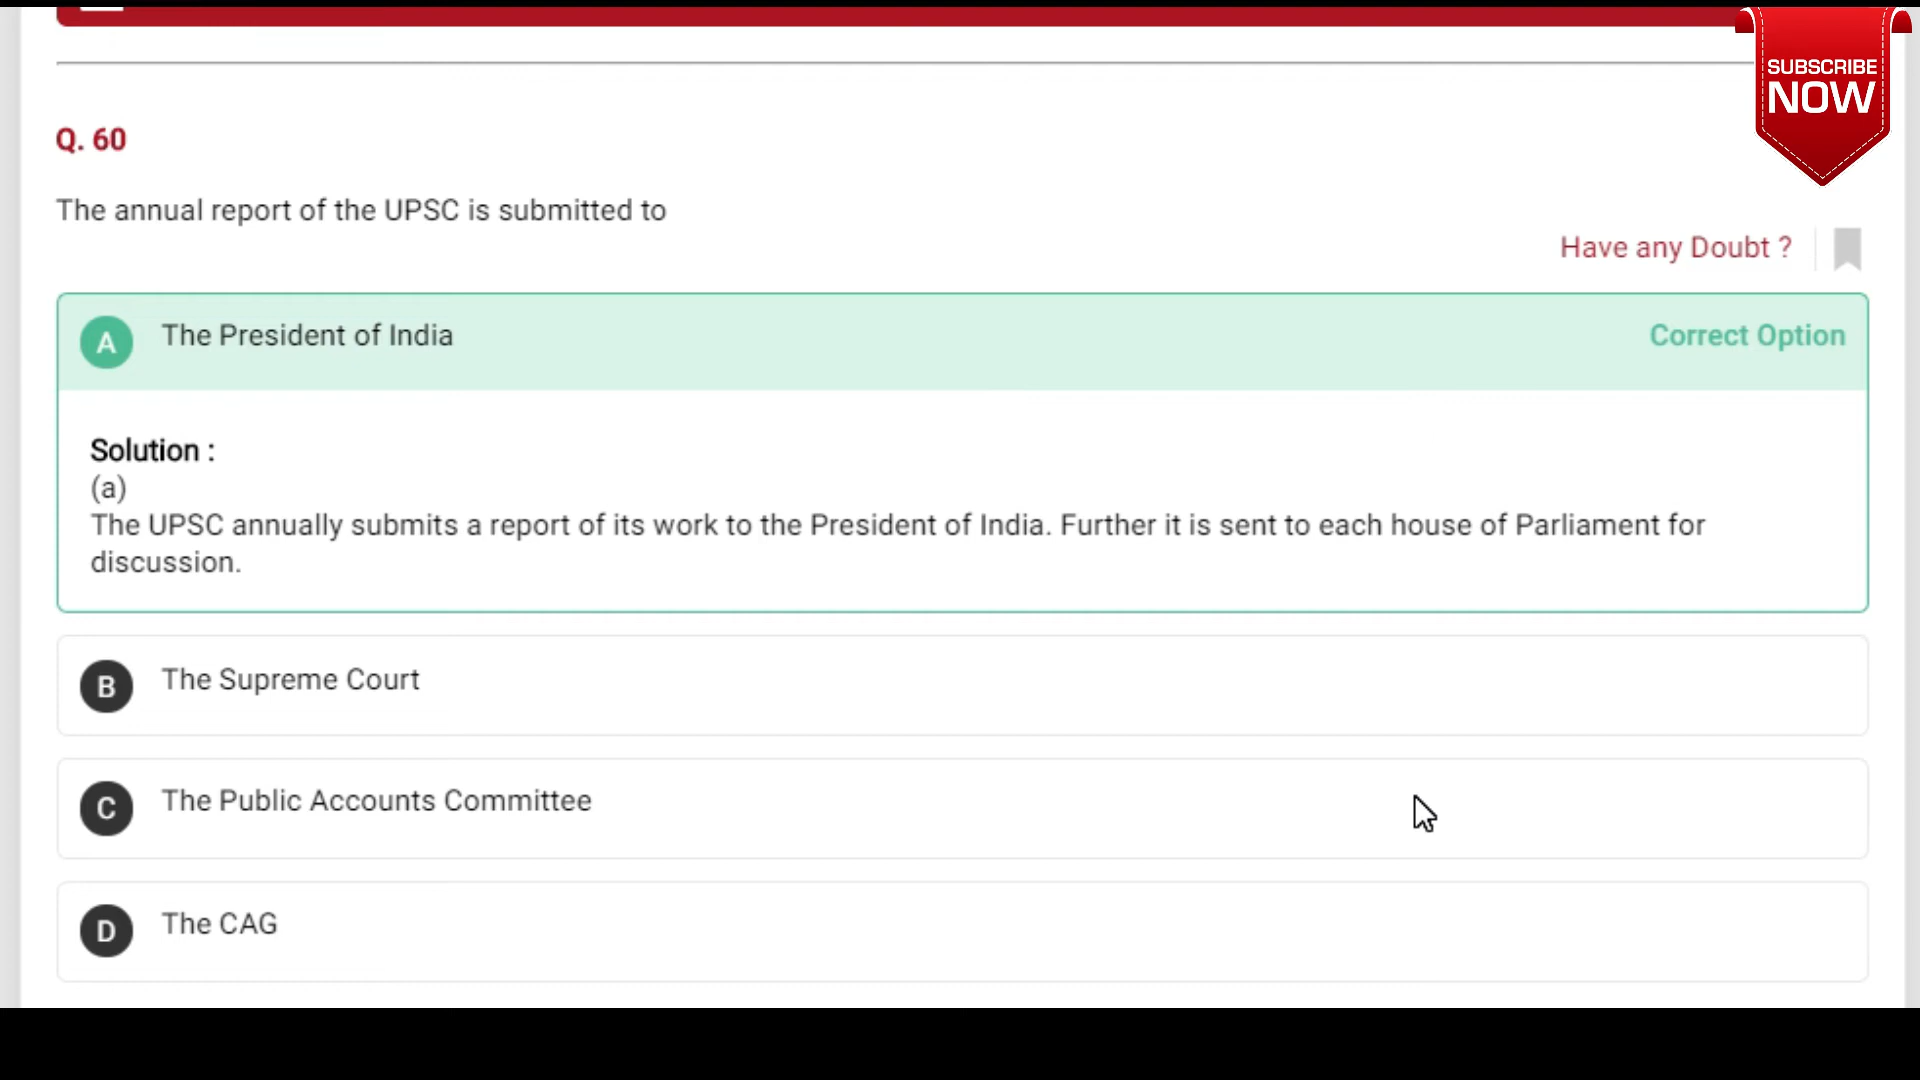 SUBSCRIBE
NOW
Q. 60
The annual report of the UPSC is submitted to
Have any Doubt ?
A The President of India Correct Option
Solution :
(a)
The UPSC annually submits a report of its work to the President of India. Further it is sent to each house of Parliament for
discussion.
B The Supreme Court
C The Public Accounts Committee
D The CAG